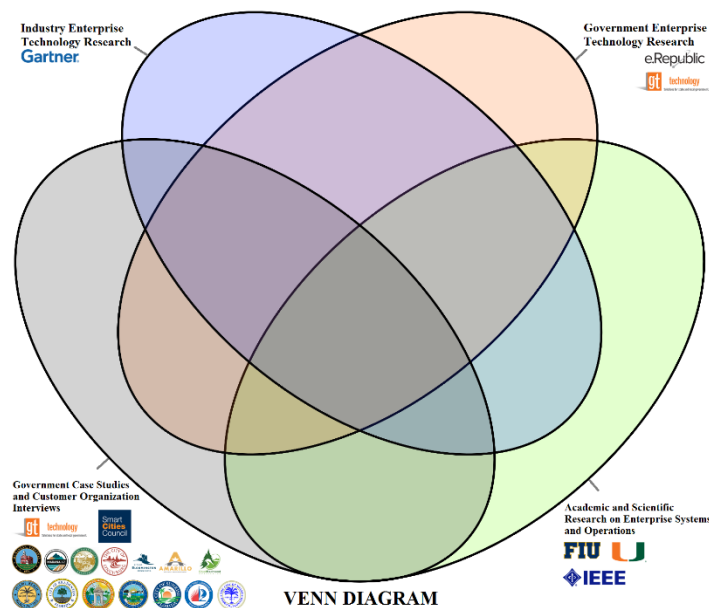 Industry Enterprise
Technology Research
Gartner
Government Enterprise
Technology Research
e.Republic
gt technology
Government Case Studies
and Customer Organization
Interviews
gt technology
Smart
Cities
Council
AMARILLO
Academic and Scientific
Research on Enterprise Systems
and Operations
FIU U
IEEE
VENN DIAGRAM